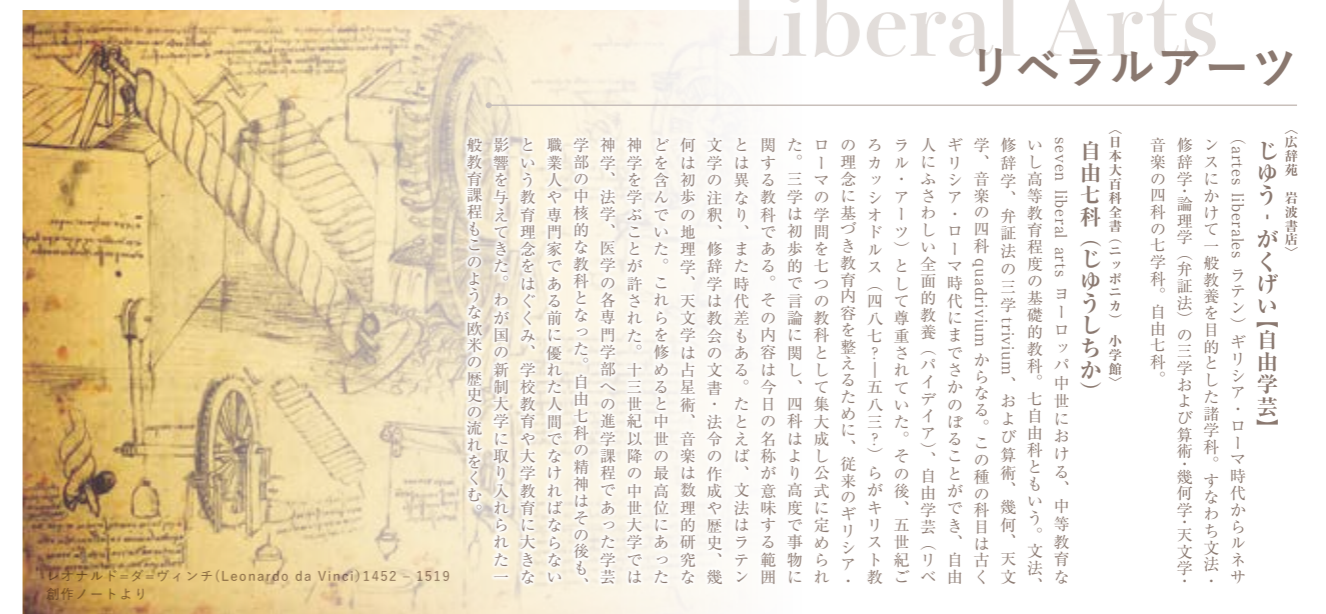 Liberal Arts
リベラルアーツ
〈広辞苑　岩波書店〉
じゆう‐がくげい【自由学芸】
（artes liberales ラテン）ギリシア・ローマ時代からルネサ
ンスにかけて一般教養を目的とした諸学科。すなわち文法・
修辞学・論理学（弁証法）の三学および算術・幾何学・天文学・
音楽の四科の七学科。自由七科。
〈日本大百科全書（ニッポニカ）　小学館〉
自由七科（じゆうしちか）
seven liberal arts ヨーロッパ中世における、中等教育な
いし高等教育程度の基礎的教科。七自由科ともいう。文法、
修辞学、弁証法の三学 trivium、および算術、幾何、天文
学、音楽の四科 quadrivium からなる。この種の科目は古く
ギリシア・ローマ時代にまでさかのぼることができ、自由
人にふさわしい全面的教養（パイデイア）、自由学芸（リベ
ラル・アーツ）として尊重されていた。その後、五世紀ご
ろカッシオドルス（四八七？―五八三？）らがキリスト教
の理念に基づき教育内容を整えるために、従来のギリシア・
ローマの学問を七つの教科として集大成し公式に定められ
た。三学は初歩的で言論に関し、四科はより高度で事物に
関する教科である。その内容は今日の名称が意味する範囲
とは異なり、また時代差もある。たとえば、文法はラテン
文学の注釈、修辞学は教会の文書・法令の作成や歴史、幾
何は初歩の地理学、天文学は占星術、音楽は数理的研究な
どを含んでいた。これらを修めると中世の最高位にあった
神学を学ぶことが許された。十三世紀以降の中世大学では
神学、法学、医学の各専門学部への進学課程であった学芸
学部の中核的な教科となった。自由七科の精神はその後も、
職業人や専門家である前に優れた人間でなければならない
という教育理念をはぐくみ、学校教育や大学教育に大きな
影響を与えてきた。わが国の新制大学に取り入れられた一
般教育課程もこのような欧米の歴史の流れをくむ。
レオナルド=ダ=ヴィンチ(Leonardo da Vinci)1452 – 1519
創作ノートより